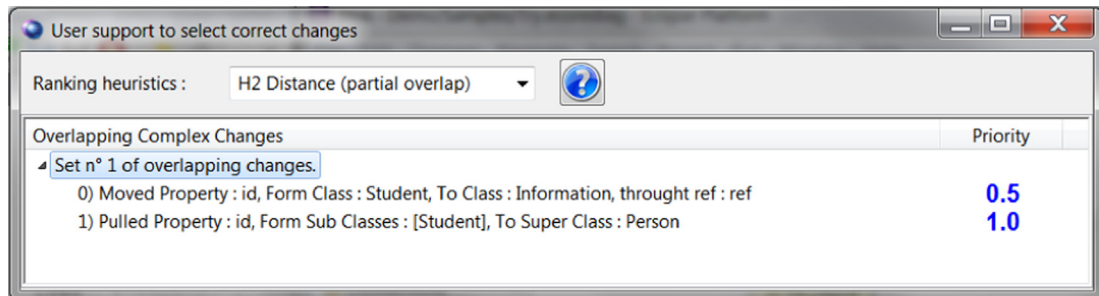 User support to select correct changes
Ranking heuristics : H2 Distance (partial overlap) ?
Overlapping Complex Changes Priority
Set n° 1 of overlapping changes.
0) Moved Property : id, Form Class : Student, To Class : Information, throught ref : ref 0.5
1) Pulled Property : id, Form Sub Classes : [Student], To Super Class : Person 1.0